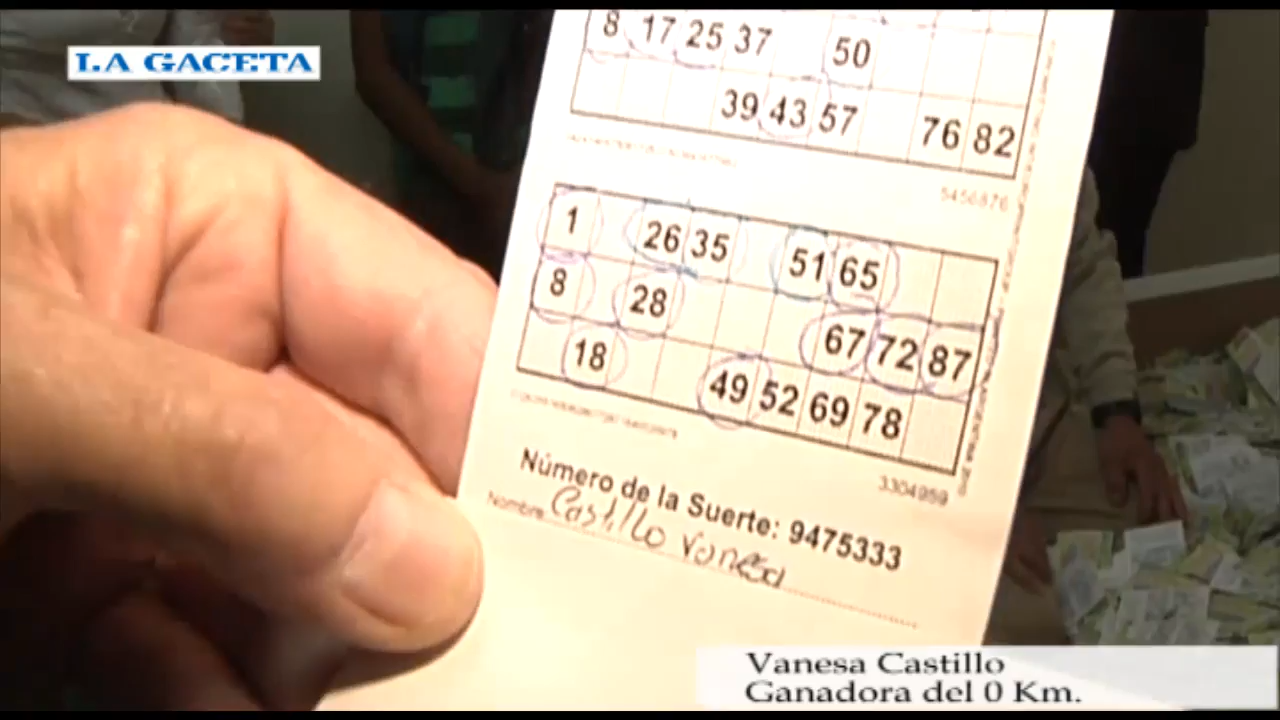 LA GACETA
8 17 25 37 50
39 43 57 76 82
5456876
1 26 35 51 65
8 28 67 72 87
18 49 52 69 78
3304959
Número de la Suerte: 9475333
Nombre Castillo Vanesa
Vanesa Castillo
Ganadora del 0 Km.